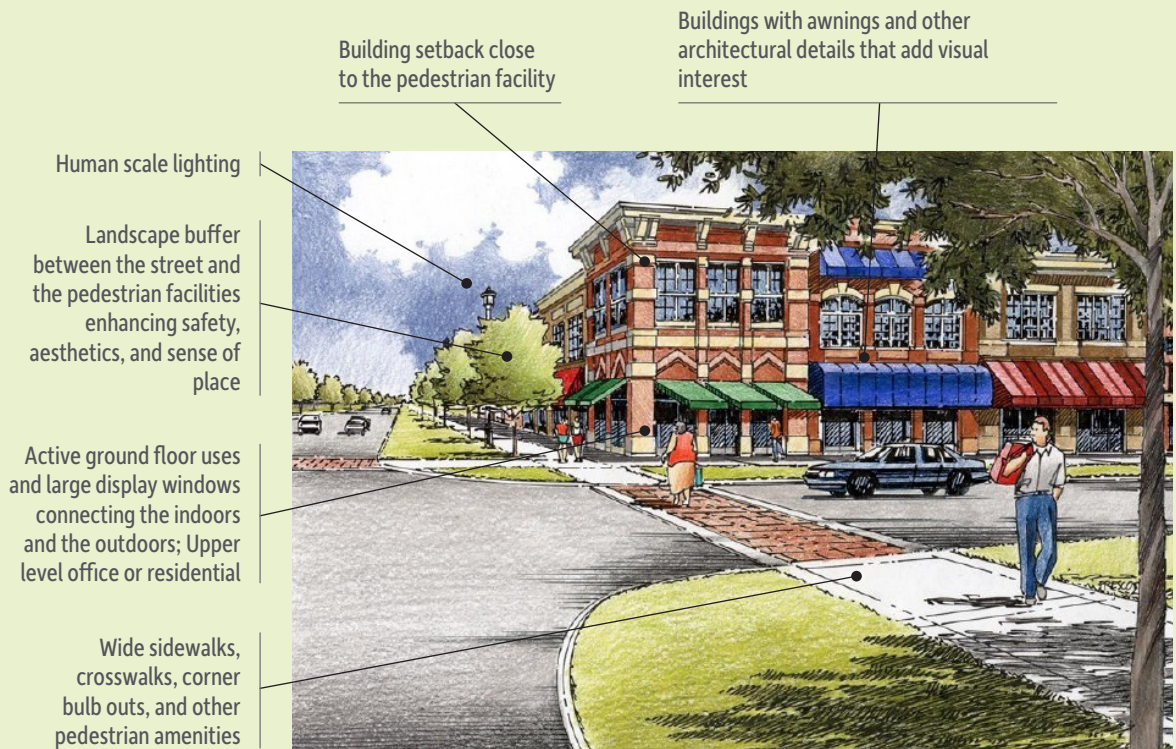 Building setback close
to the pedestrian facility
Buildings with awnings and other
architectural details that add visual
interest
Human scale lighting
Landscape buffer
between the street and
the pedestrian facilities
enhancing safety,
aesthetics, and sense of
place
Active ground floor uses
and large display windows
connecting the indoors
and the outdoors; Upper
level office or residential
Wide sidewalks,
crosswalks, corner
bulb outs, and other
pedestrian amenities